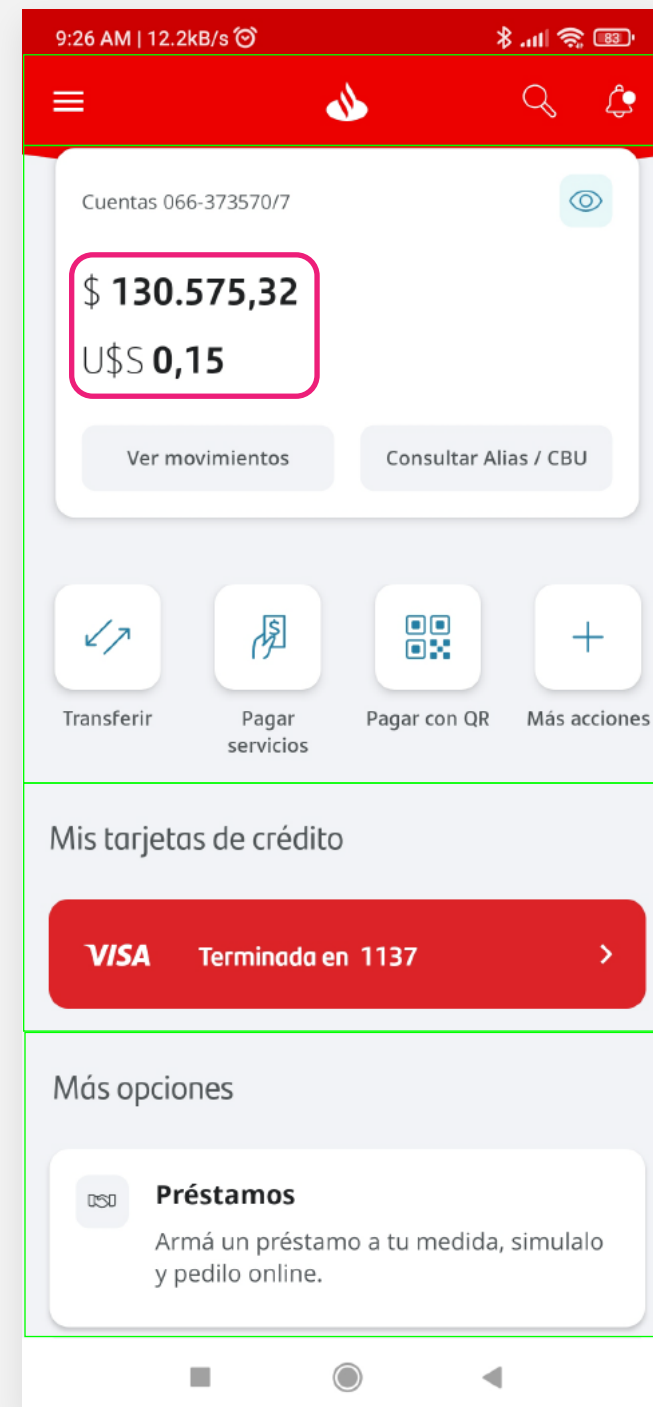 9:26 AM | 12.2kB/s
83
Cuentas 066-373570/7
$ 130.575,32
U$S 0,15
Ver movimientos
Consultar Alias / CBU
Transferir
Pagar servicios
Pagar con QR
Más acciones
Mis tarjetas de crédito
VISA Terminada en 1137
Más opciones
Préstamos
Armá un préstamo a tu medida, simulalo
y pedilo online.